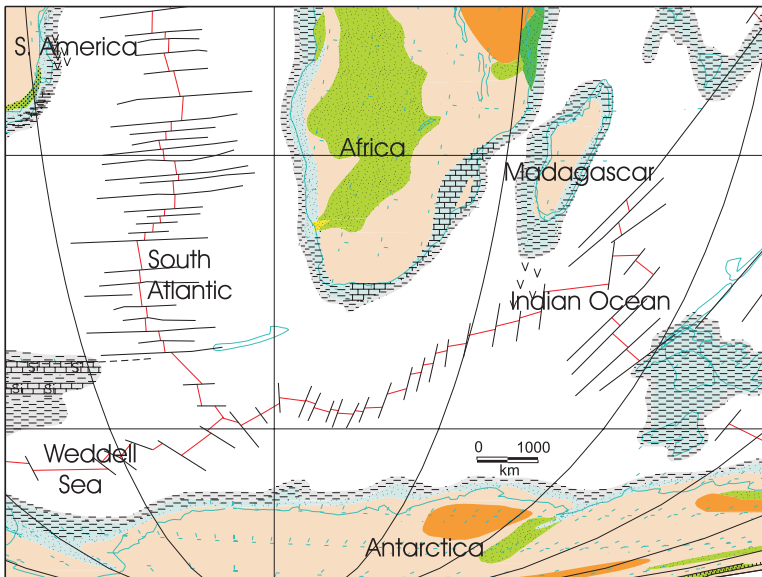 S. America
Africa
Madagascar
South
Atlantic
Indian Ocean
Weddell
Sea
0 1000
km
Antarctica